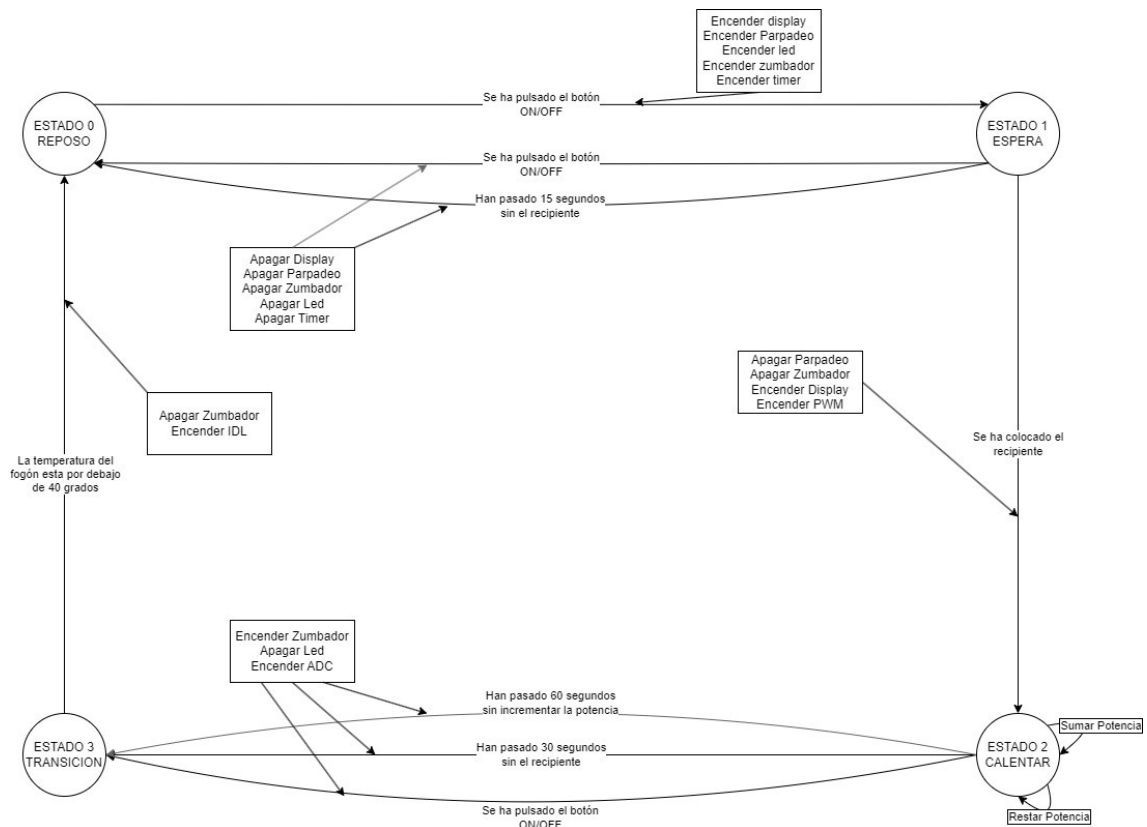 Encender display
Encender Parpadeo
Encender led
Encender zumbador
Encender timer
Se ha pulsado el botón
ON/OFF
ESTADO 0
REPOSO
ESTADO 1
ESPERA
Se ha pulsado el botón
ON/OFF
Han pasado 15 segundos
sin el recipiente
Apagar Display
Apagar Parpadeo
Apagar Zumbador
Apagar Led
Apagar Timer
Apagar Parpadeo
Apagar Zumbador
Encender Display
Encender PWM
Apagar Zumbador
Encender IDL
Se ha colocado el
recipiente
La temperatura del
fogón esta por debajo
de 40 grados
Encender Zumbador
Apagar Led
Encender ADC
Han pasado 60 segundos
sin incrementar la potencia
Sumar Potencia
ESTADO 3
TRANSICION
Han pasado 30 segundos
sin el recipiente
ESTADO 2
CALENTAR
Se ha pulsado el botón
ON/OFF
Restar Potencia